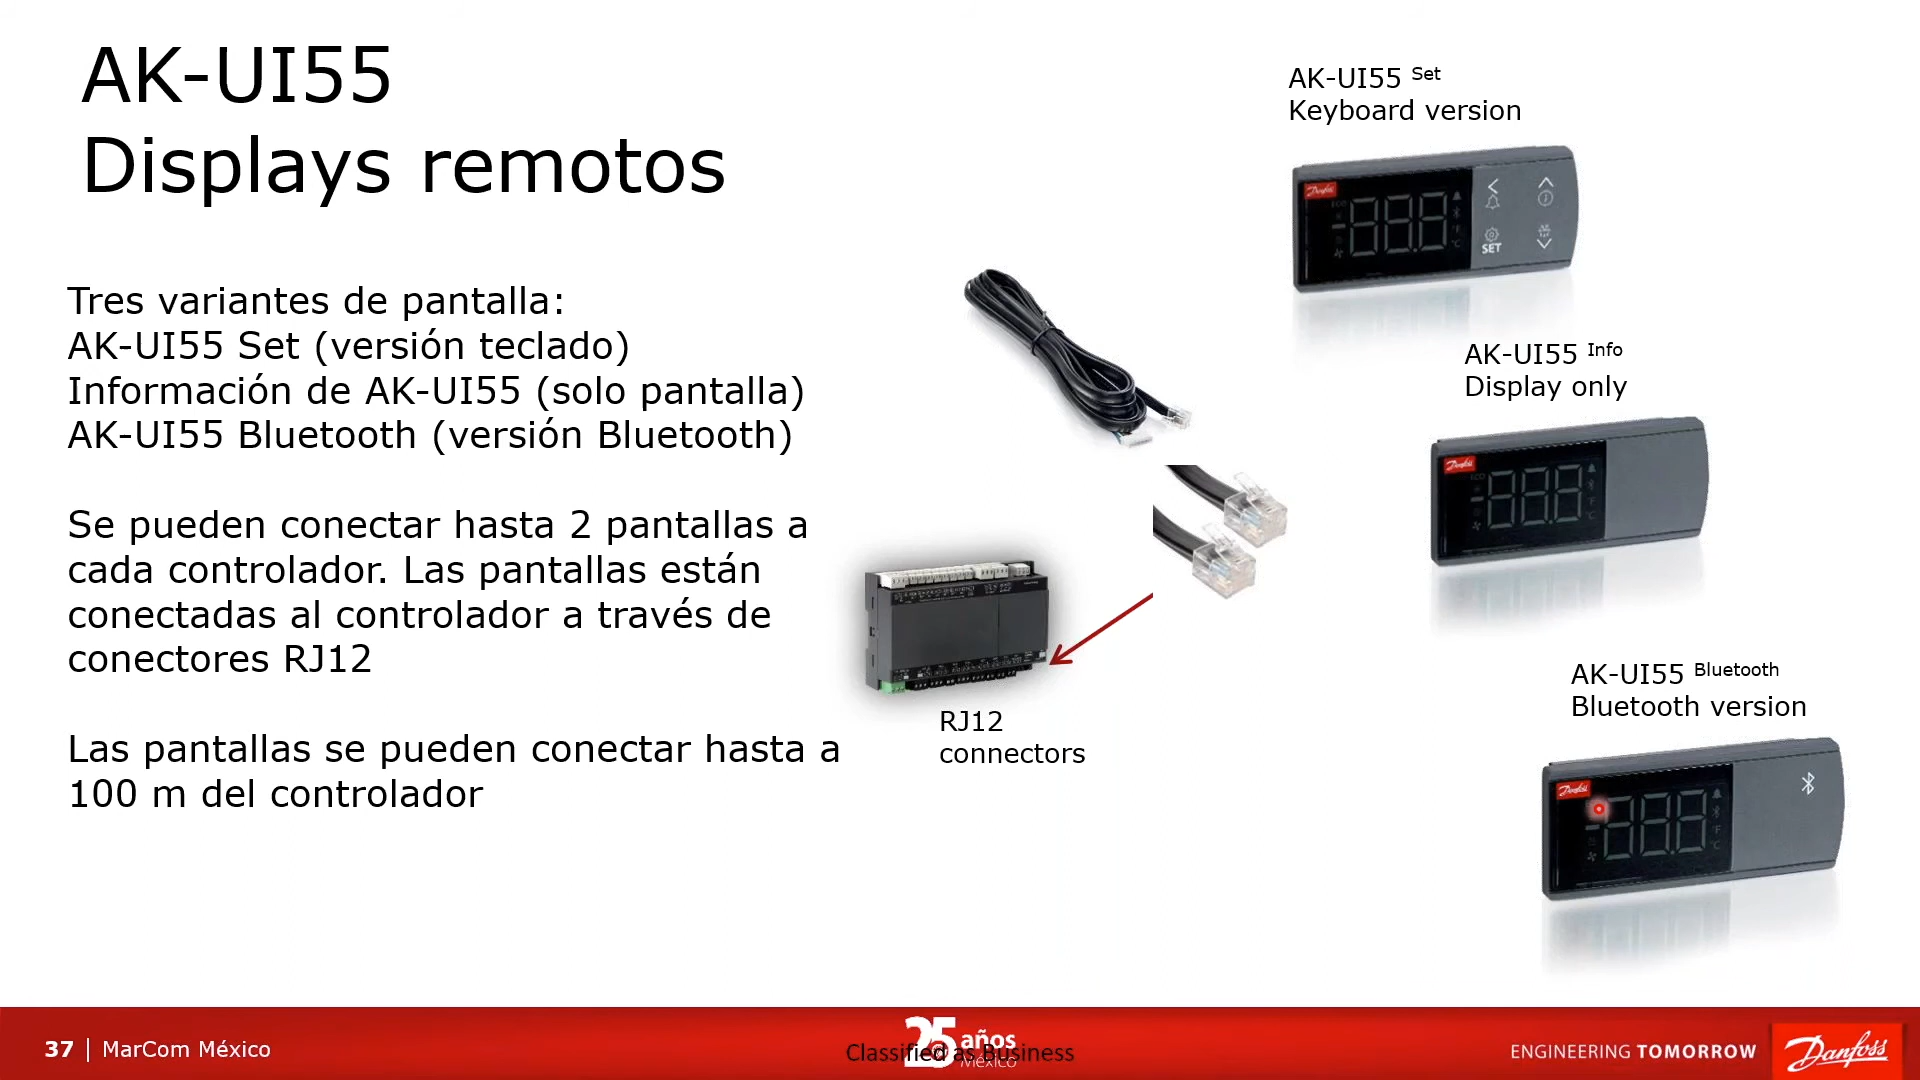 AK-UI55
Displays remotos
Tres variantes de pantalla:
AK-UI55 Set (versión teclado)
Información de AK-UI55 (solo pantalla)
AK-UI55 Bluetooth (versión Bluetooth)
Se pueden conectar hasta 2 pantallas a
cada controlador. Las pantallas están
conectadas al controlador a través de
conectores RJ12
Las pantallas se pueden conectar hasta a
100 m del controlador
RJ12
connectors
AK-UI55 Set
Keyboard version
Danfoss
SET
AK-UI55 Info
Display only
Danfoss
AK-UI55 Bluetooth
Bluetooth version
Danfoss
37 | MarCom México
25 años
México
Classified as Business
ENGINEERING TOMORROW
Danfoss